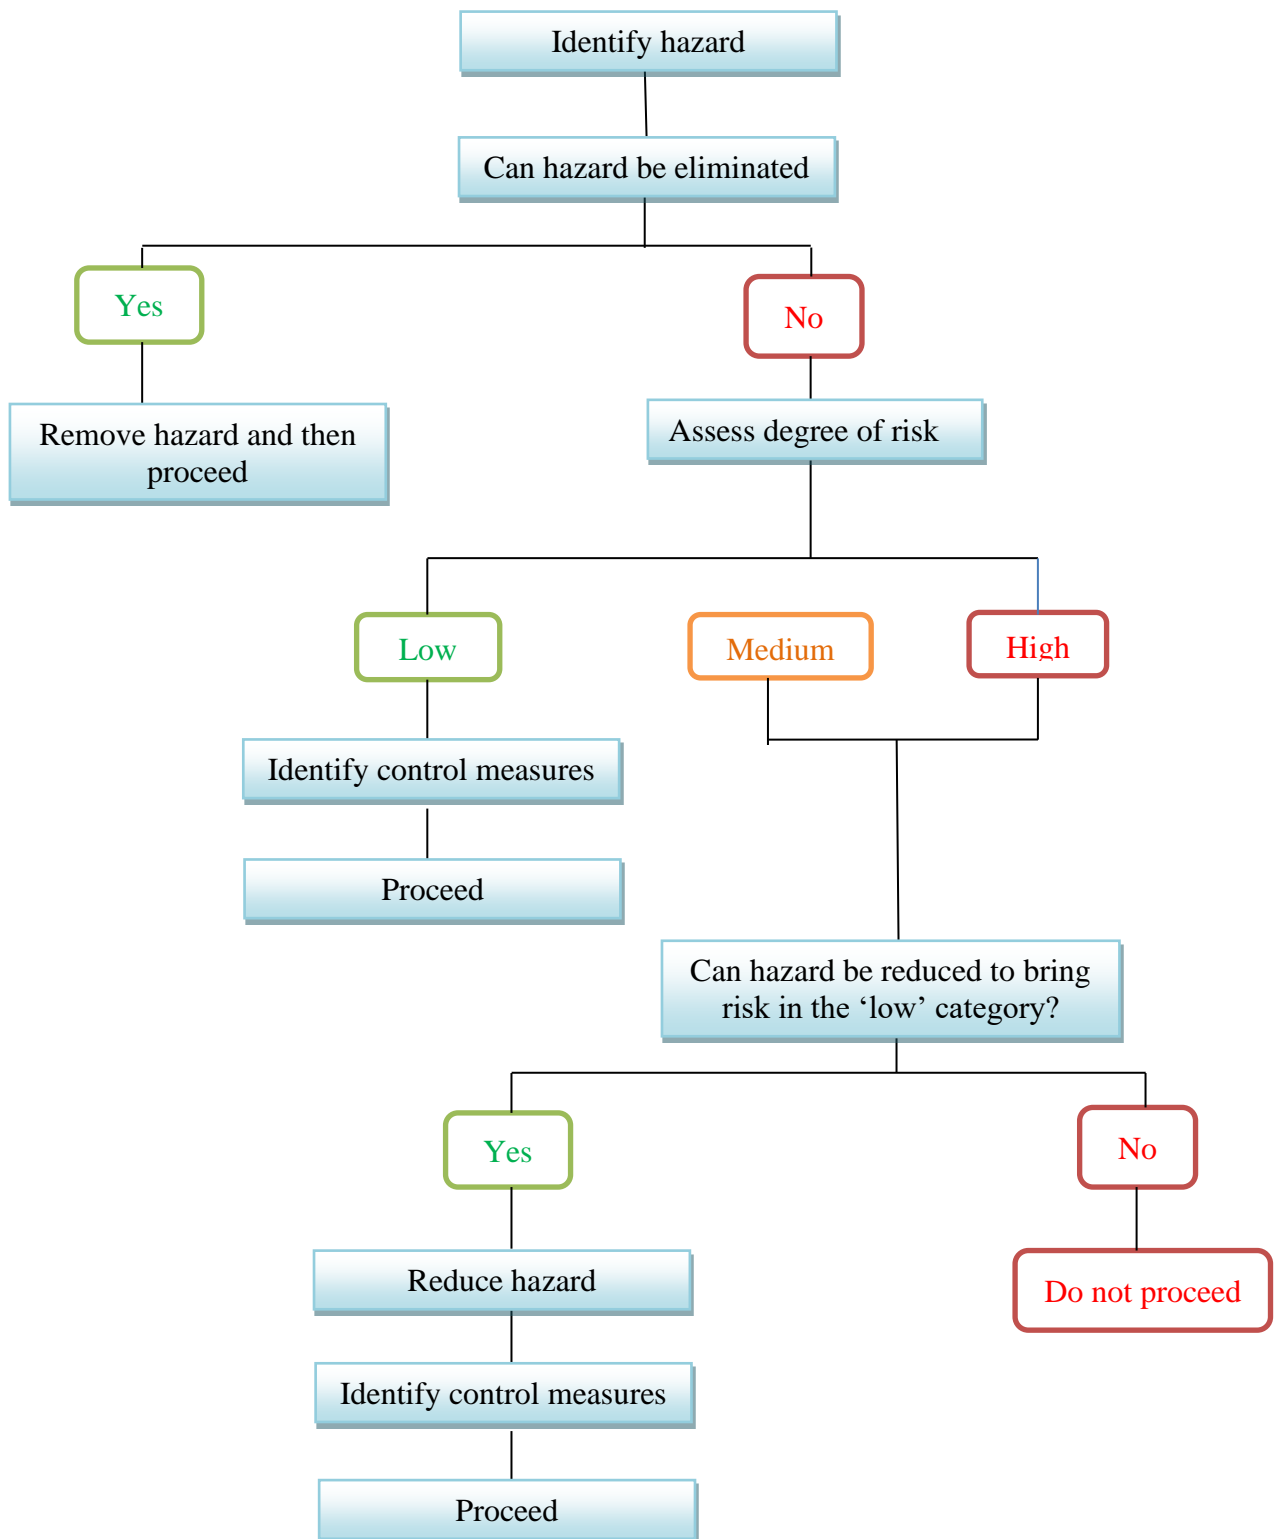 Identify hazard
Can hazard be eliminated
Yes
No
Remove hazard and then
proceed
Assess degree of risk
Low
Medium
High
Identify control measures
Proceed
Can hazard be reduced to bring
risk in the ‘low’ category?
Yes
No
Reduce hazard
Do not proceed
Identify control measures
Proceed